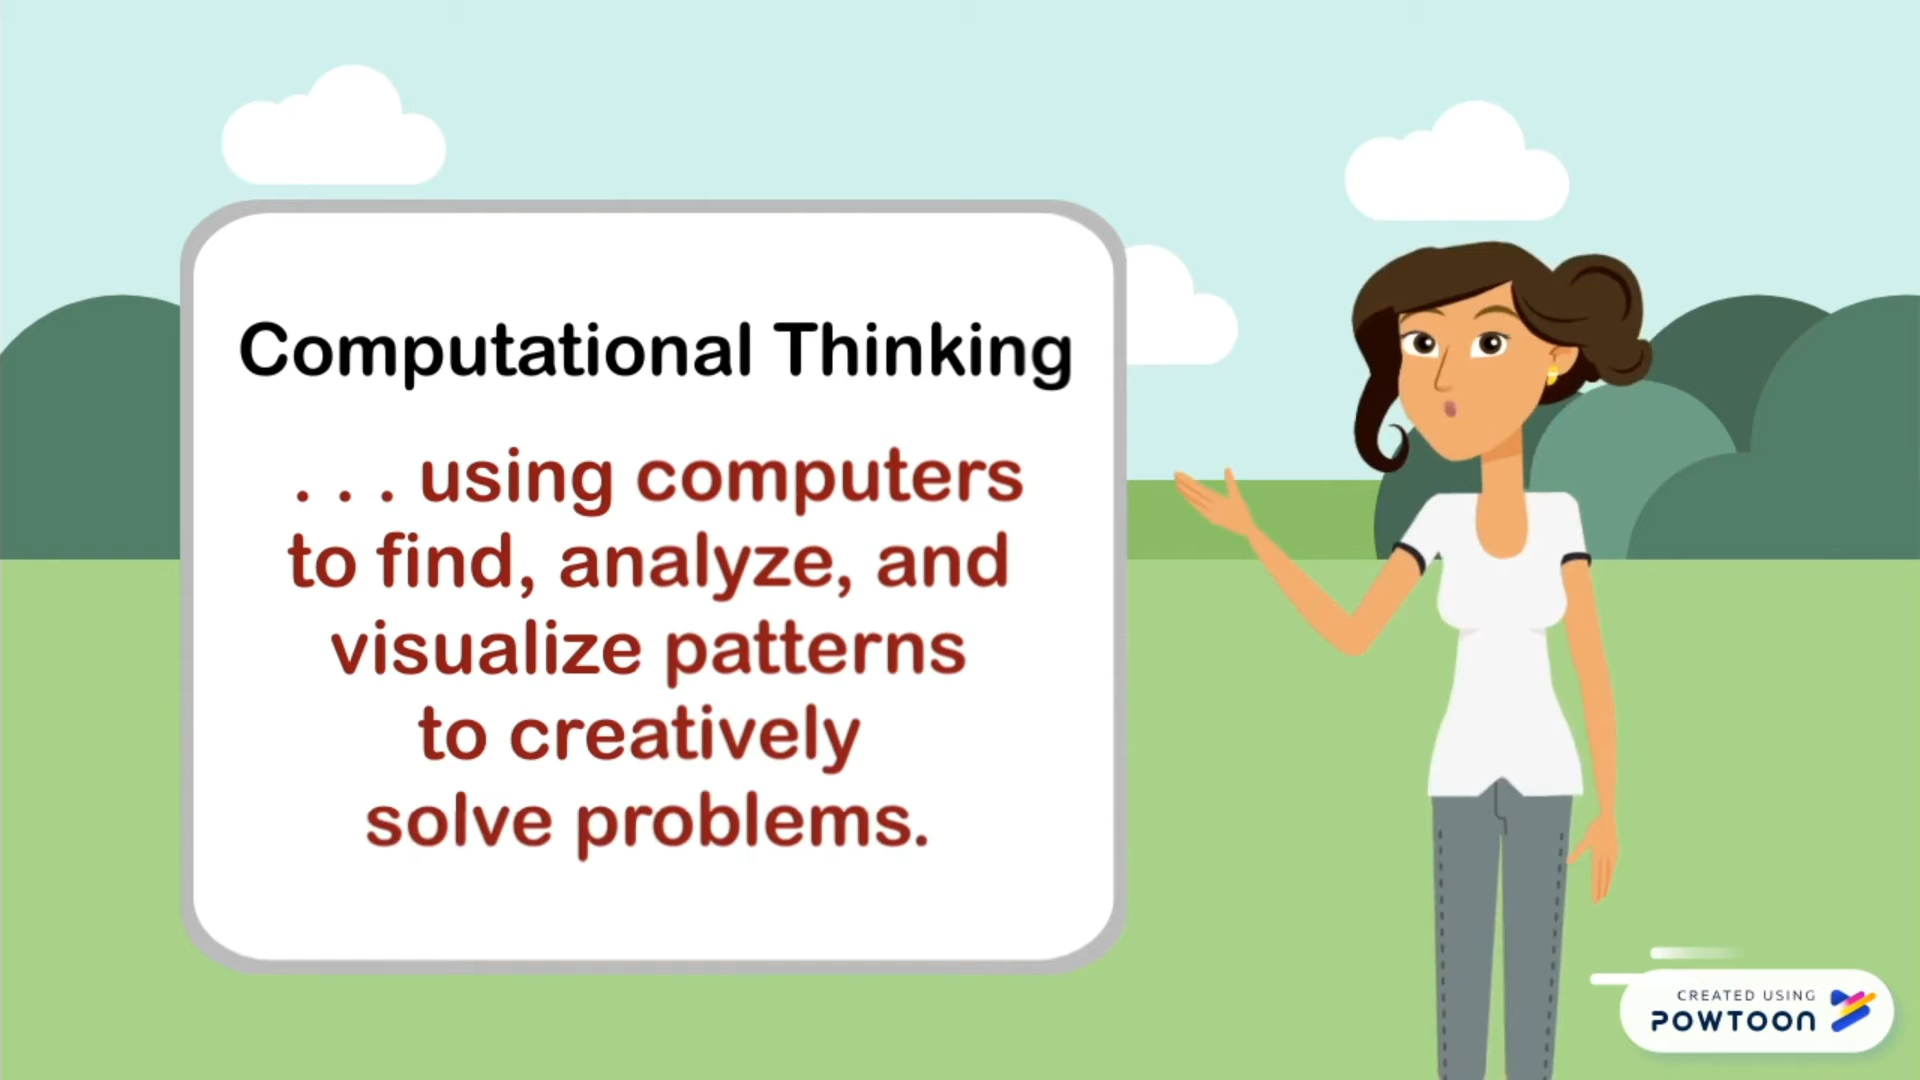 Computational Thinking
. . . using computers
to find, analyze, and
visualize patterns
to creatively
solve problems.
CREATED USING
POWTOON